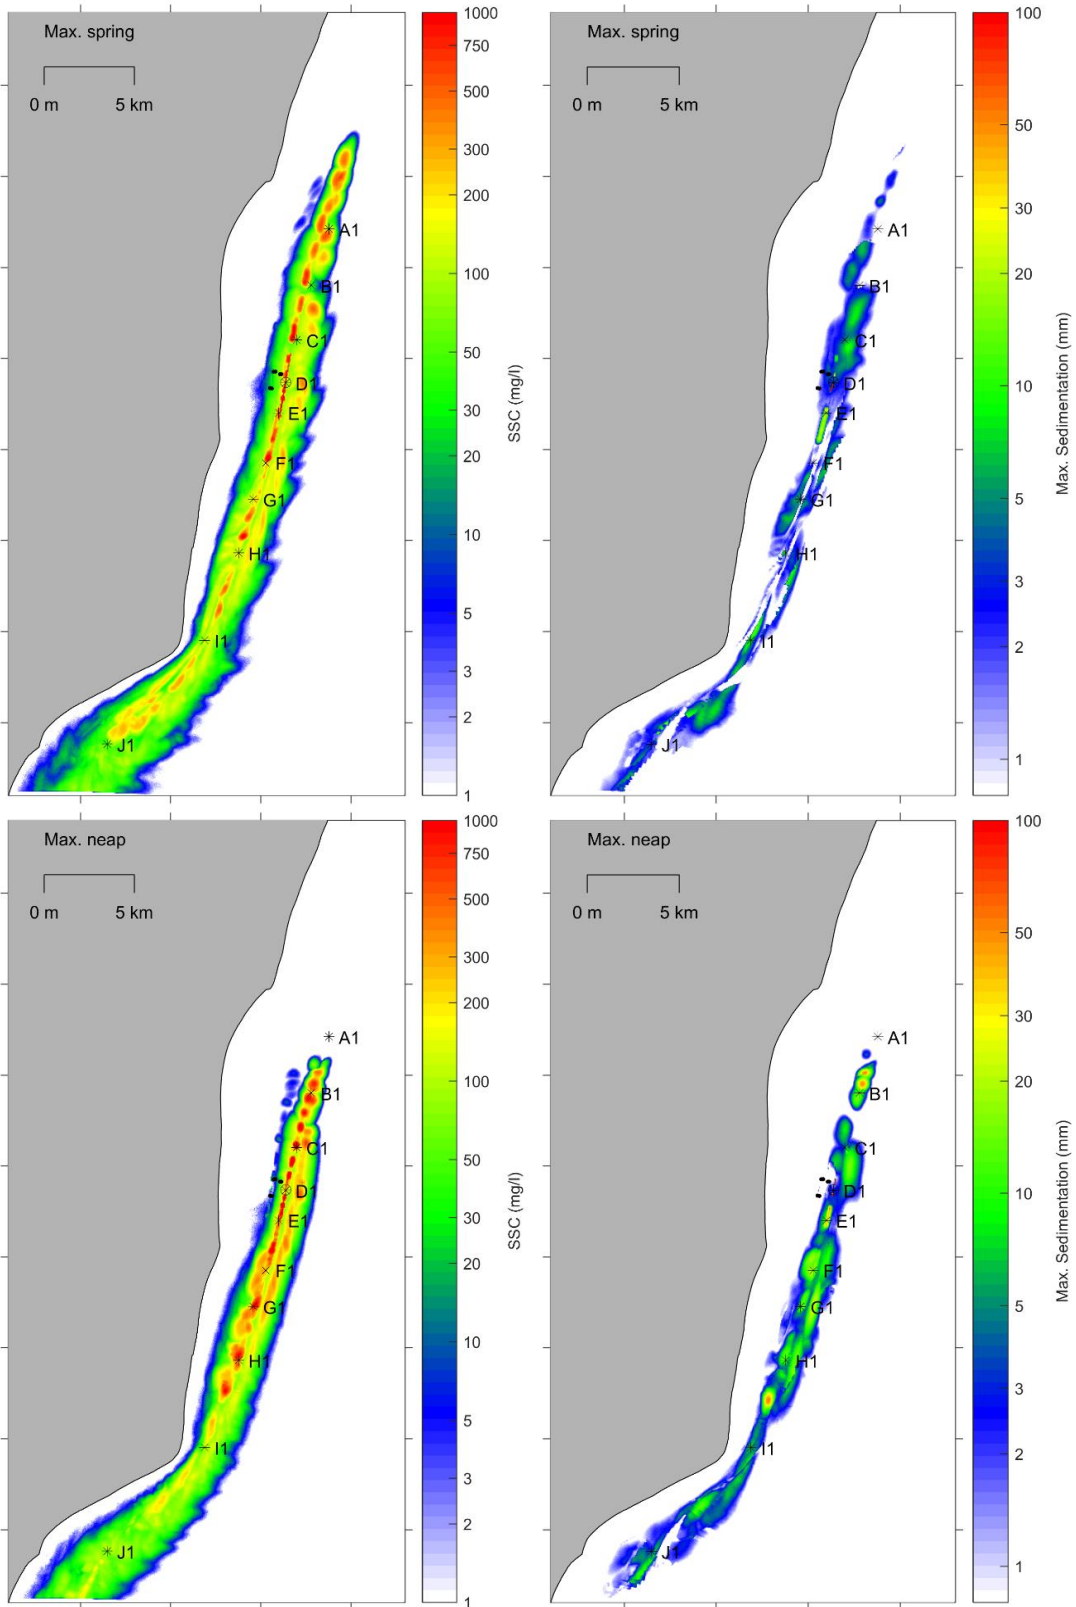 Max. spring
0 m 5 km
A1
B1
C1
D1
E1
F1
G1
H1
I1
J1
1000
750
500
300
200
100
50
30
20
10
5
3
2
1
SSC (mg/l)
Max. spring
0 m 5 km
A1
B1
C1
D1
E1
F1
G1
H1
I1
J1
100
50
30
20
10
5
3
2
1
Max. Sedimentation (mm)
Max. neap
0 m 5 km
A1
B1
C1
D1
E1
F1
G1
H1
I1
J1
1000
750
500
300
200
100
50
30
20
10
5
3
2
1
SSC (mg/l)
Max. neap
0 m 5 km
A1
B1
C1
D1
E1
F1
G1
H1
I1
J1
100
50
30
20
10
5
3
2
1
Max. Sedimentation (mm)